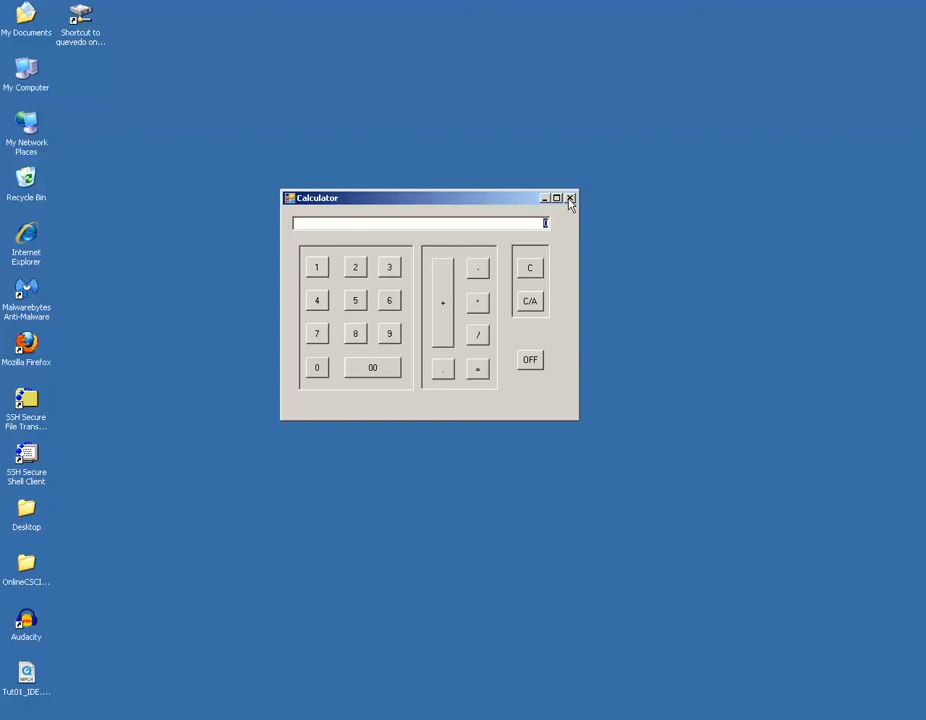 My Documents
Shortcut to
quevedo on...
My Computer
My Network
Places
Recycle Bin
Internet
Explorer
Malwarebytes
Anti-Malware
Mozilla Firefox
SSH Secure
File Trans...
SSH Secure
Shell Client
Desktop
OnlineCSCI...
Audacity
Tut01_IDE....
Calculator
0
1 2 3 - C
4 5 6 + * C/A
7 8 9 /
0 00 . = OFF